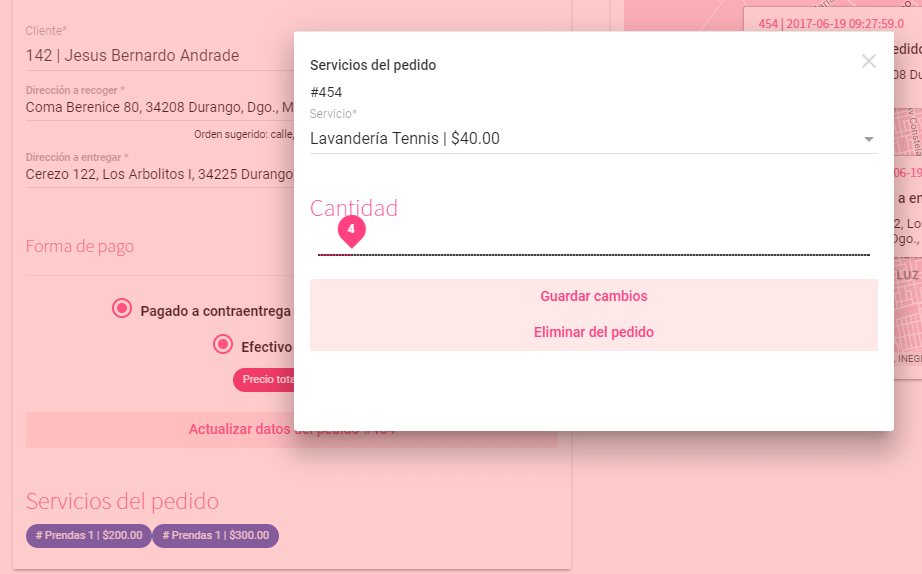 Cliente*
142 | Jesus Bernardo Andrade
Dirección a recoger *
Coma Berenice 80, 34208 Durango, Dgo., M
Orden sugerido: calle,
Dirección a entregar *
Cerezo 122, Los Arbolitos I, 34225 Durango
Forma de pago
Pagado a contraentrega
Efectivo
Precio tota
Actualizar datos del pedido #454
Servicios del pedido
# Prendas 1 | $200.00
# Prendas 1 | $300.00
Servicios del pedido
#454
Servicio*
Lavandería Tennis | $40.00
Cantidad
4
Guardar cambios
Eliminar del pedido
454 | 2017-06-19 09:27:59.0
edido
08 Du
Constela
06-19
a en
2, Lo
Dgo.,
LUZ
, INEG